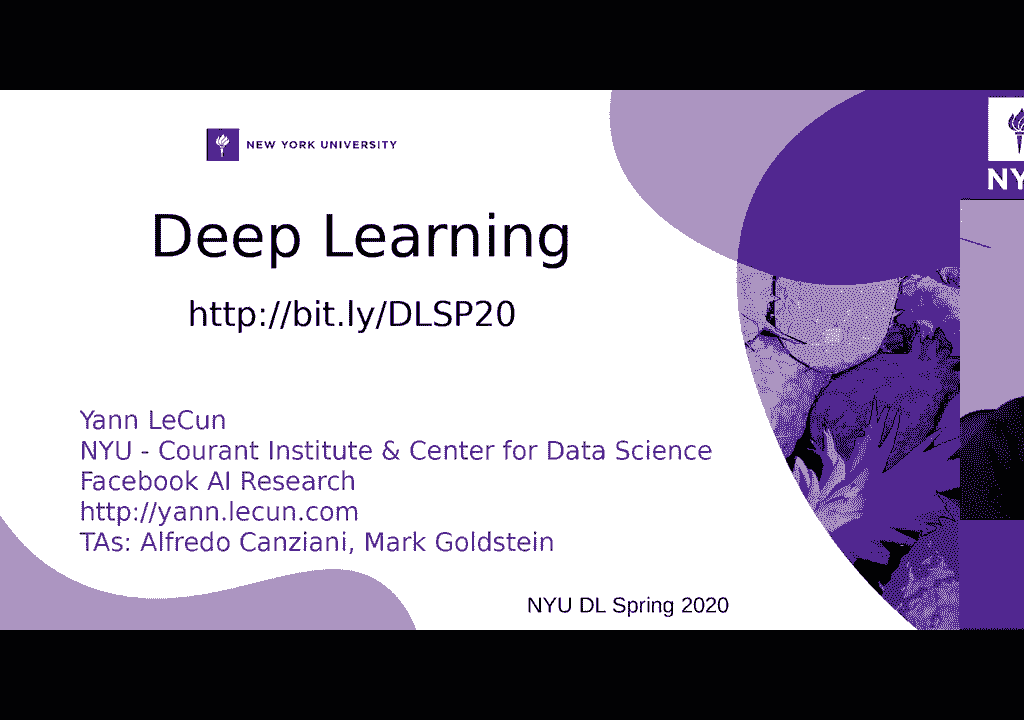 NEW YORK UNIVERSITY
NY
Deep Learning
http://bit.ly/DLSP20
Yann LeCun
NYU - Courant Institute & Center for Data Science
Facebook AI Research
http://yann.lecun.com
TAs: Alfredo Canziani, Mark Goldstein
NYU DL Spring 2020